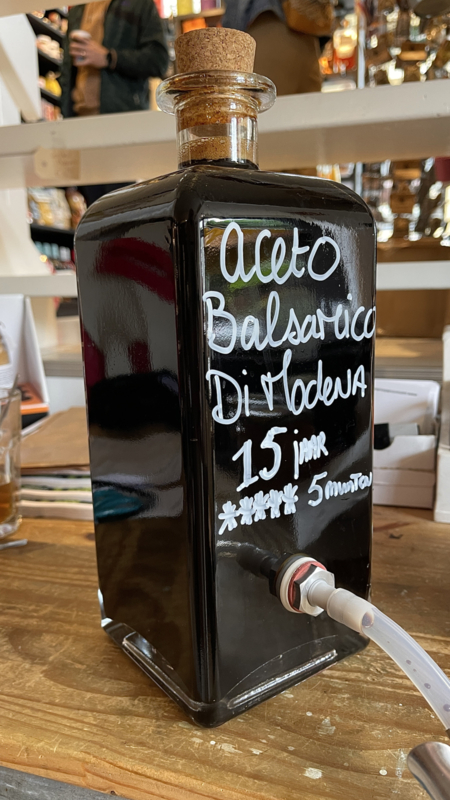 Aceto
Balsamico
Di Modena
15 jaar
***** 5 munten